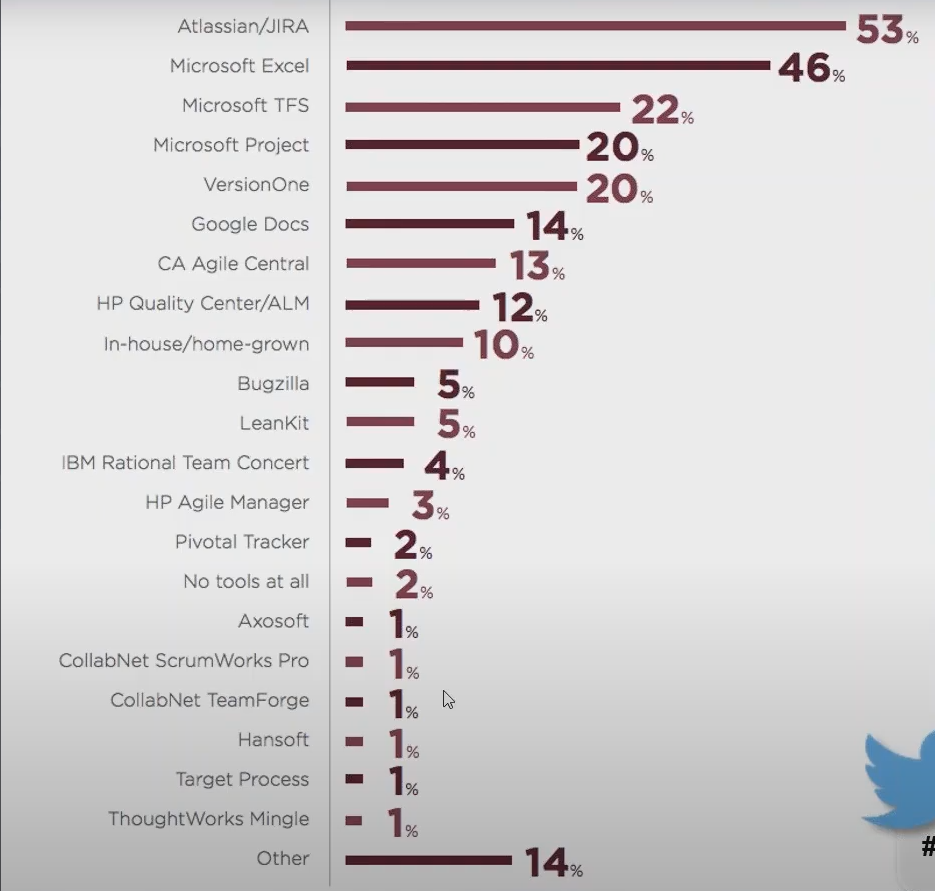 Atlassian/JIRA 53%
Microsoft Excel 46%
Microsoft TFS 22%
Microsoft Project 20%
VersionOne 20%
Google Docs 14%
CA Agile Central 13%
HP Quality Center/ALM 12%
In-house/home-grown 10%
Bugzilla 5%
LeanKit 5%
IBM Rational Team Concert 4%
HP Agile Manager 3%
Pivotal Tracker 2%
No tools at all 2%
Axosoft 1%
CollabNet ScrumWorks Pro 1%
CollabNet TeamForge 1%
Hansoft 1%
Target Process 1%
ThoughtWorks Mingle 1%
#
Other 14%